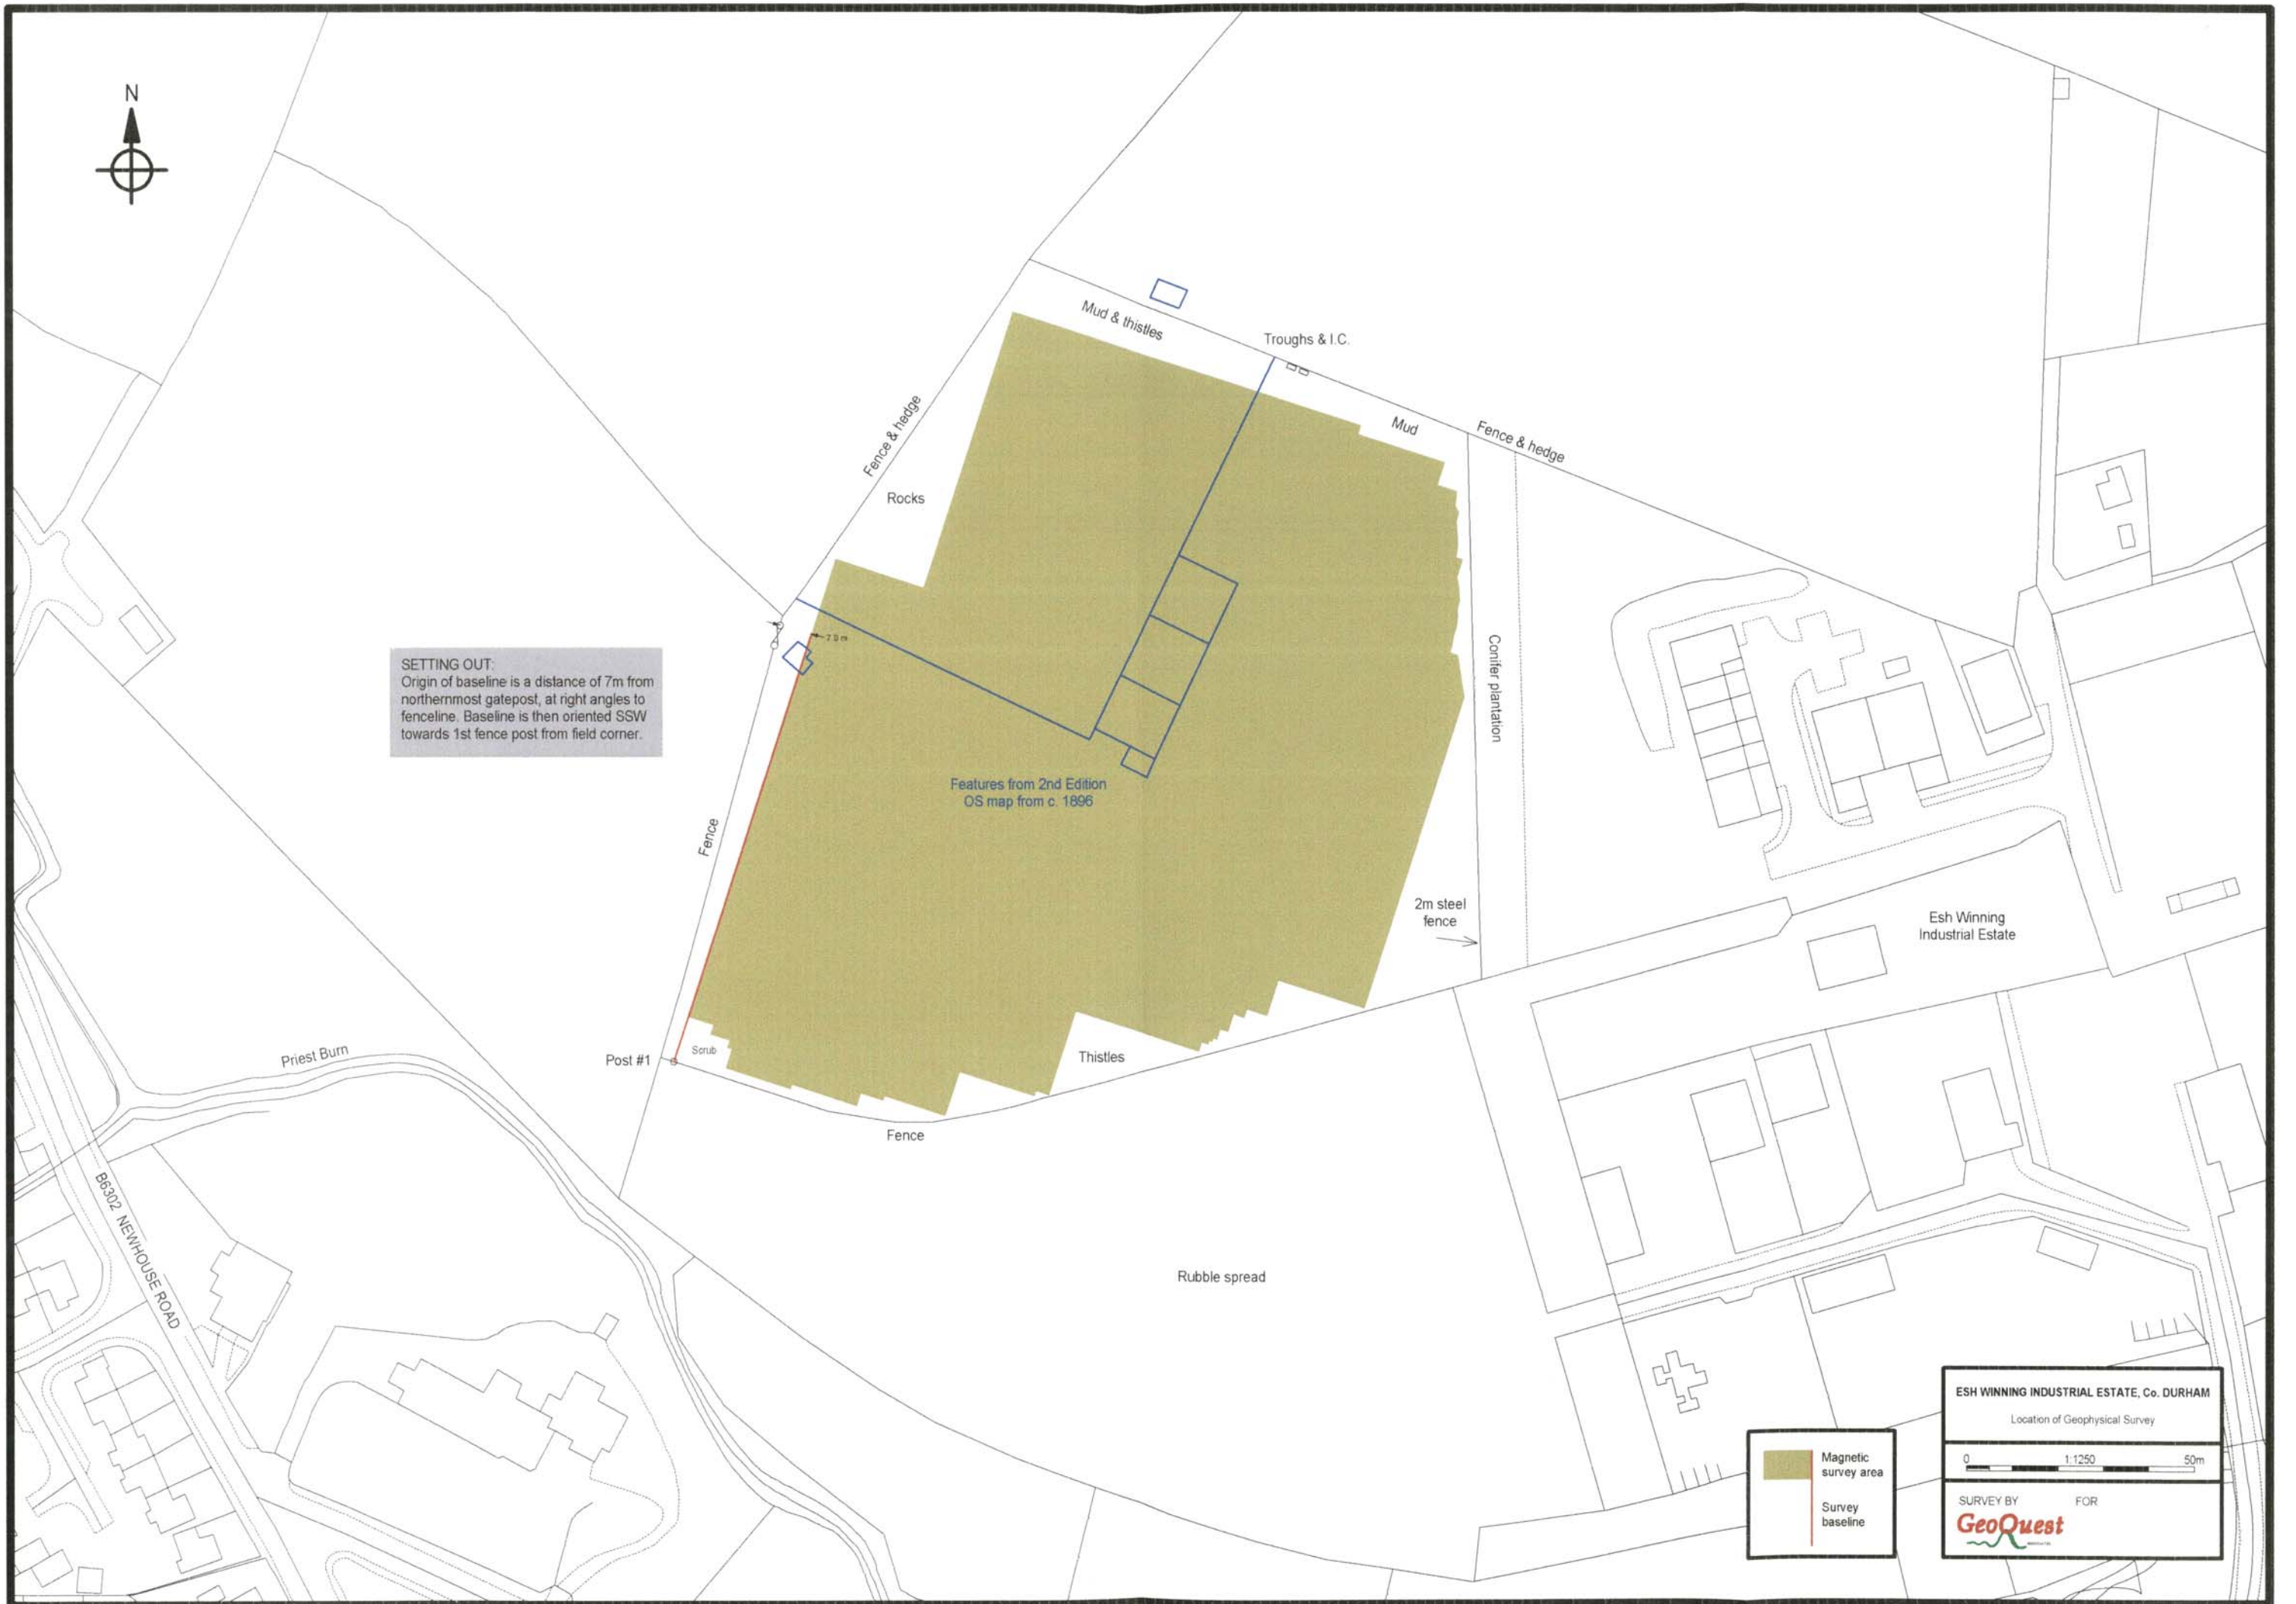 N
Mud & thistles
Troughs & I.C.
Fence & hedge
Mud
Fence & hedge
Rocks
7.0 m
SETTING OUT:
Origin of baseline is a distance of 7m from
northernmost gatepost, at right angles to
fenceline. Baseline is then oriented SSW
towards 1st fence post from field corner.
Conifer plantation
Features from 2nd Edition
OS map from c. 1896
Fence
2m steel
fence
Esh Winning
Industrial Estate
Priest Burn
Post #1
Scrub
Thistles
Fence
B6302 NEWHOUSE ROAD
Rubble spread
Magnetic
survey area
Survey
baseline
ESH WINNING INDUSTRIAL ESTATE, Co. DURHAM
Location of Geophysical Survey
0 1:1250 50m
SURVEY BY FOR
GeoQuest